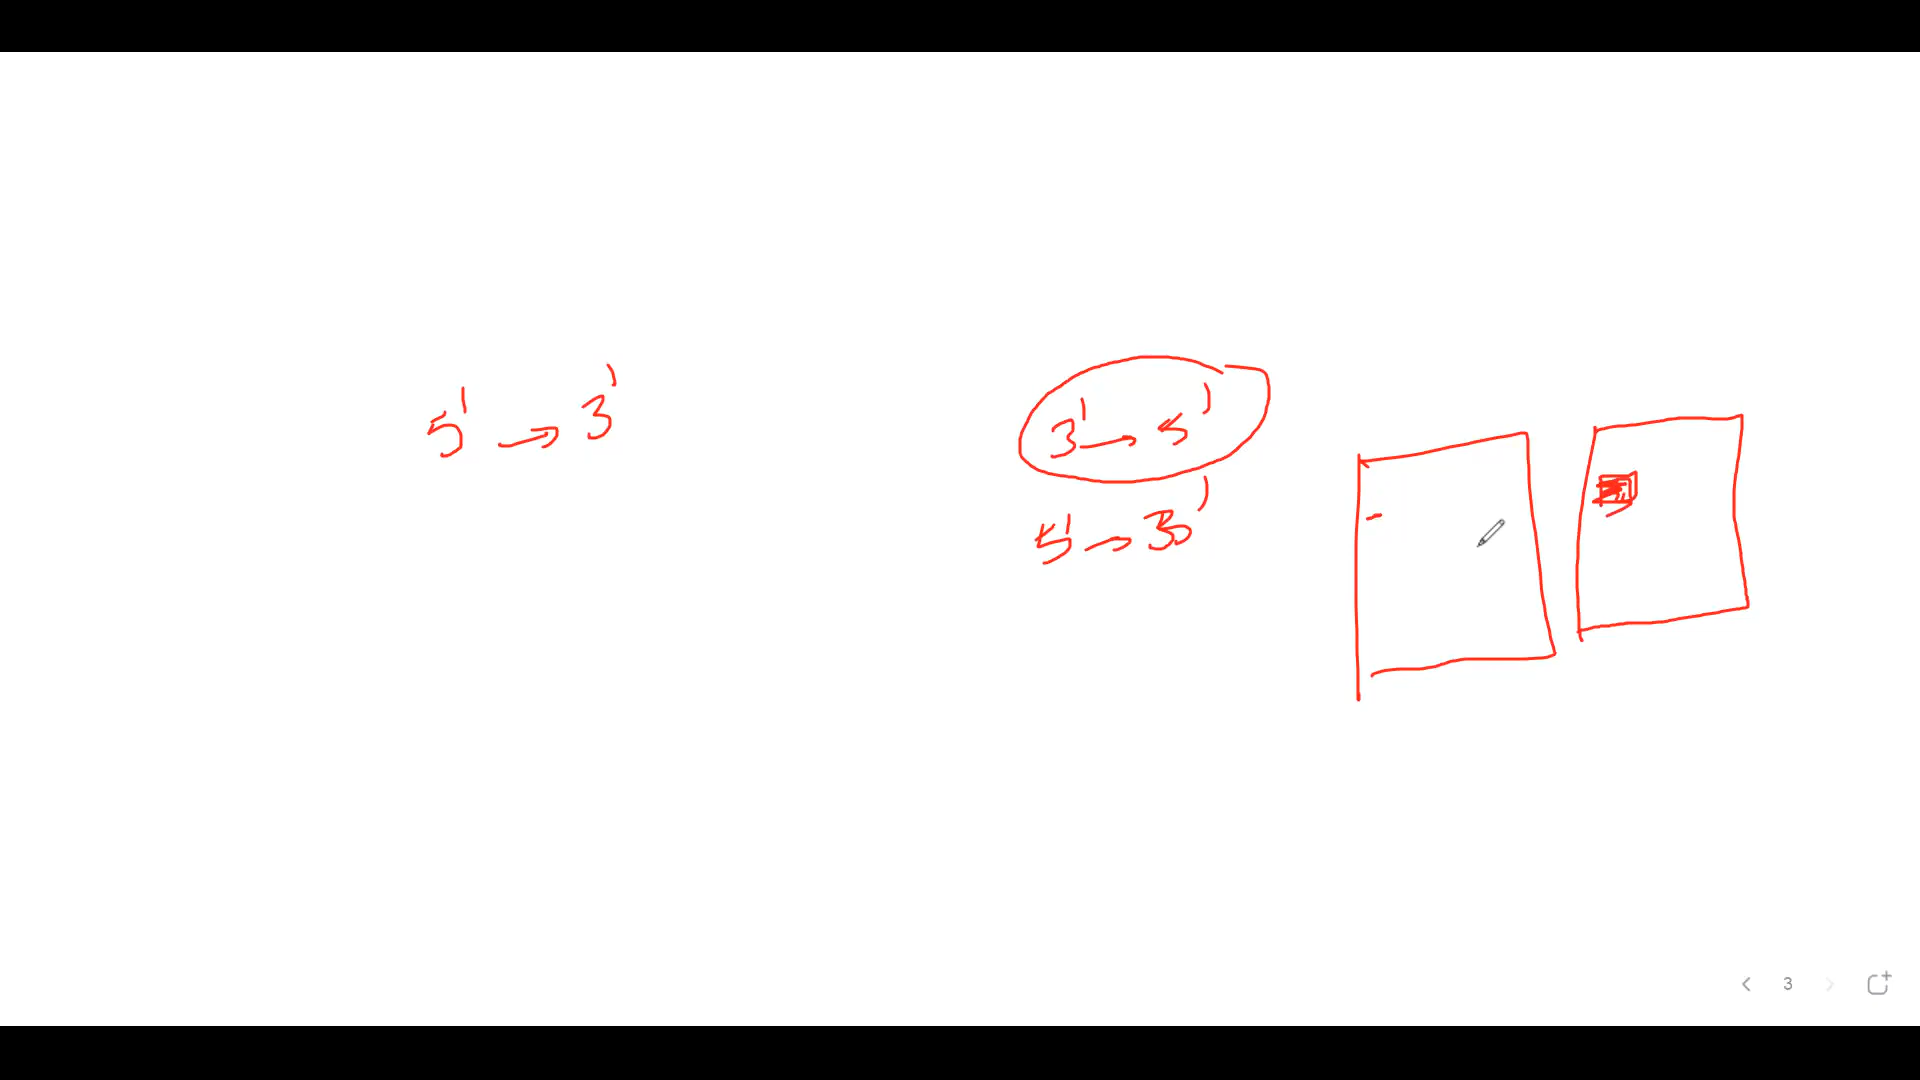 5' → 3'
3' → 5'
5' → 3'
3